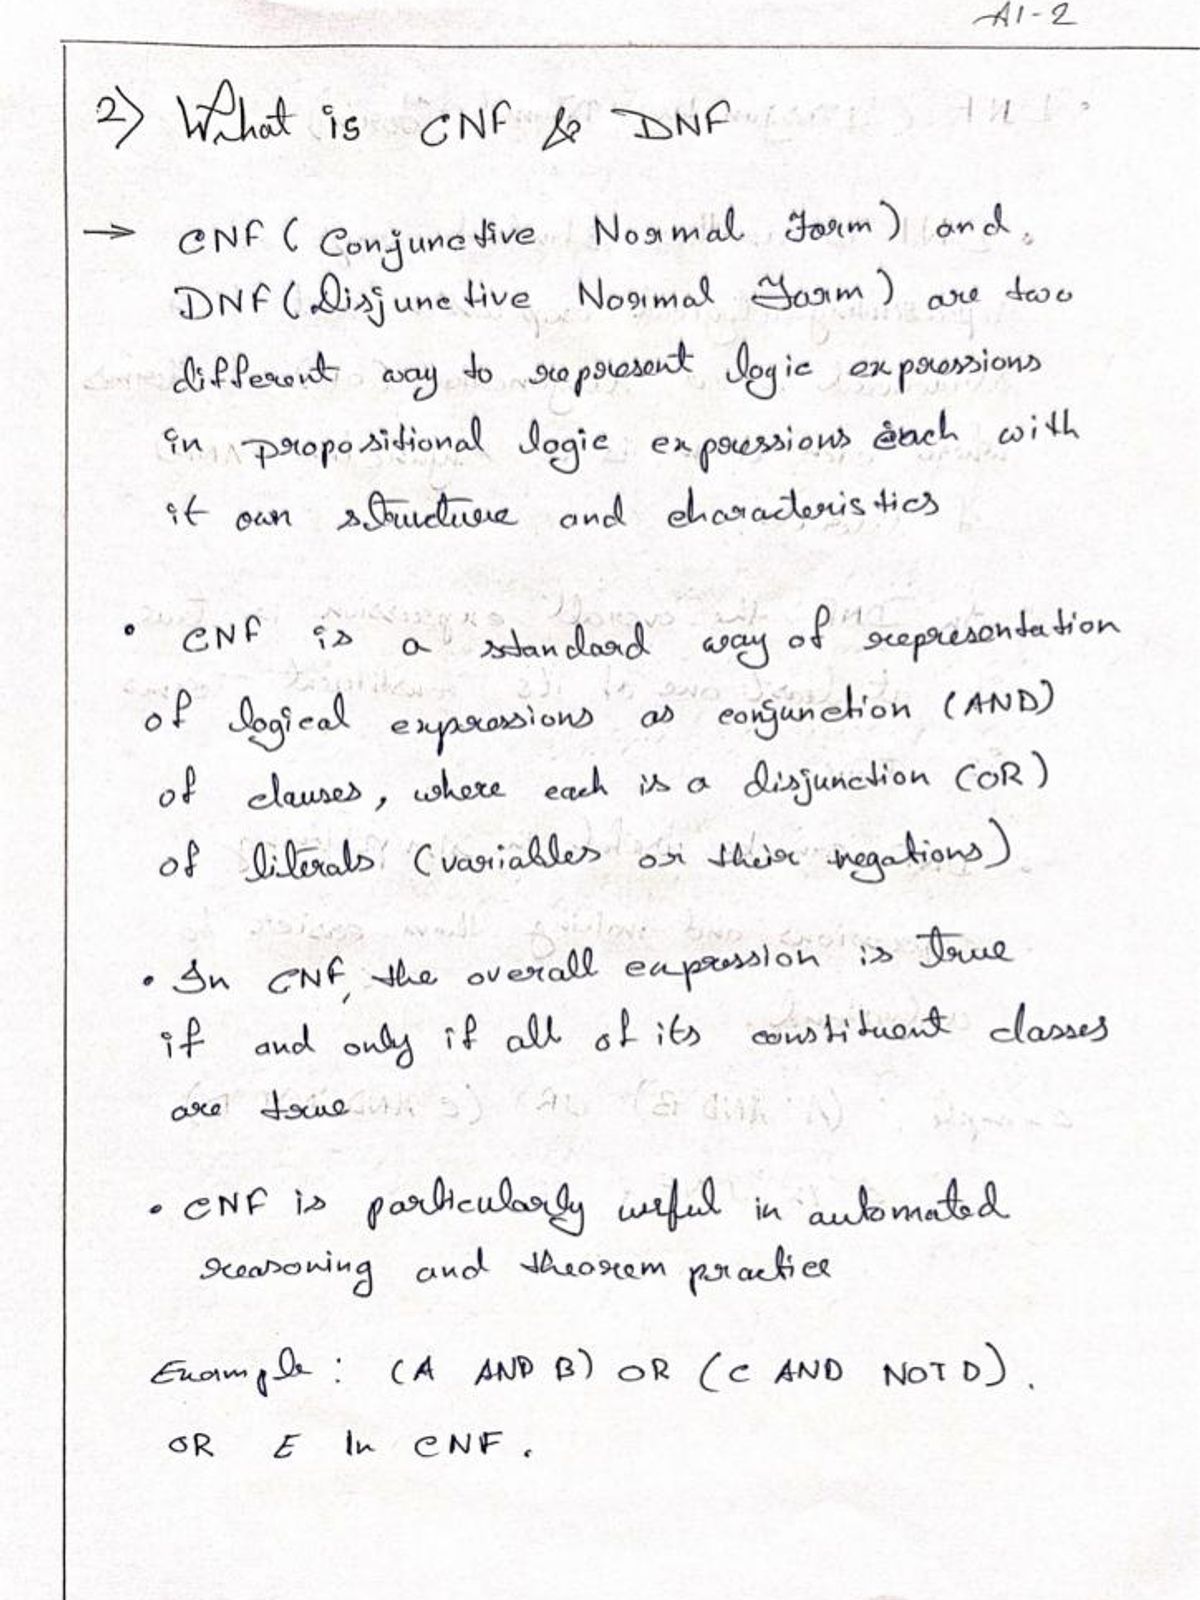 AI-2
2) What is CNF & DNF
→ CNF (Conjunctive Normal Form) and
DNF (Disjunctive Normal Form) are two
different way to represent logic expressions
in propositional logic expressions each with
it own structure and characteristics
• CNF is a standard way of representation
of logical expressions as conjunction (AND)
of clauses, where each is a disjunction (OR)
of literals (variables or their negations)
• In CNF, the overall expression is true
if and only if all of its constituent classes
are true
• CNF is particularly useful in automated
reasoning and theorem practice
Example : (A AND B) OR (C AND NOT D).
OR E In CNF.